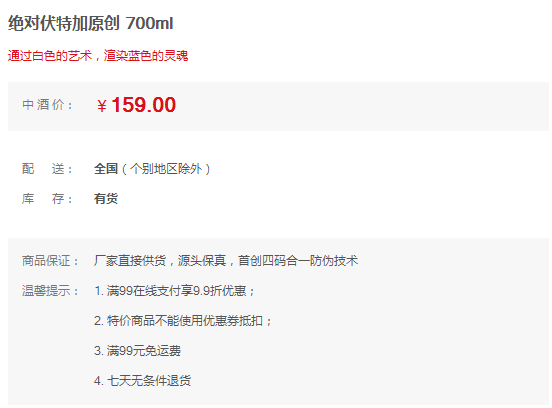 绝对伏特加原创 700ml
通过白色的艺术，渲染蓝色的灵魂
中酒价： ￥159.00
配 送： 全国（个别地区除外）
库 存： 有货
商品保证： 厂家直接供货，源头保真，首创四码合一防伪技术
温馨提示： 1. 满99在线支付享9.9折优惠；
2. 特价商品不能使用优惠券抵扣；
3. 满99元免运费
4. 七天无条件退货